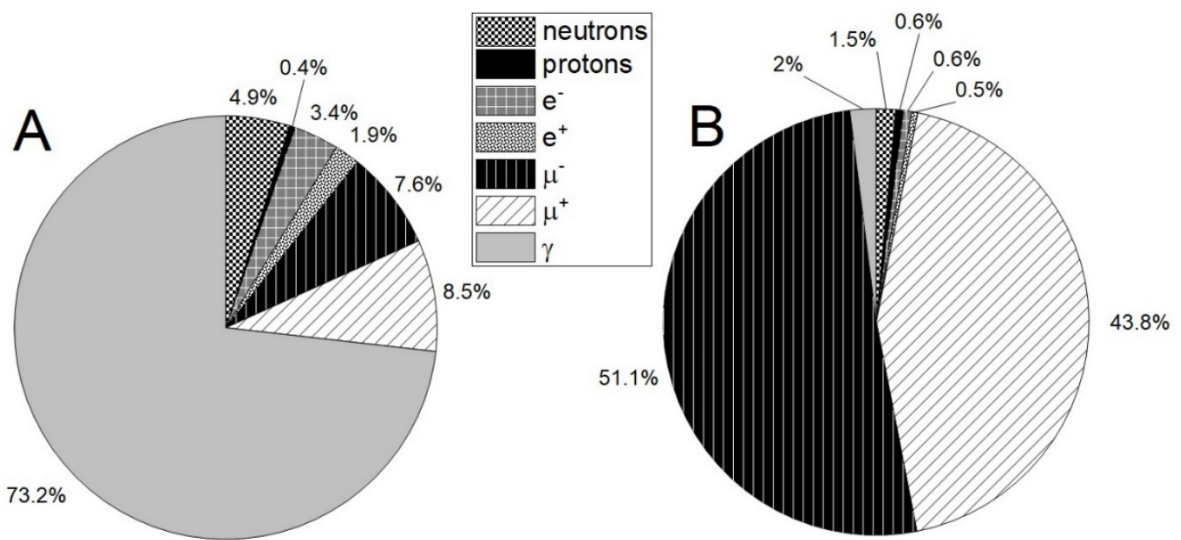 A
4.9%
0.4%
3.4%
1.9%
7.6%
8.5%
73.2%
neutrons
protons
e⁻
e⁺
μ⁻
μ⁺
γ
B
2%
1.5%
0.6%
0.6%
0.5%
43.8%
51.1%